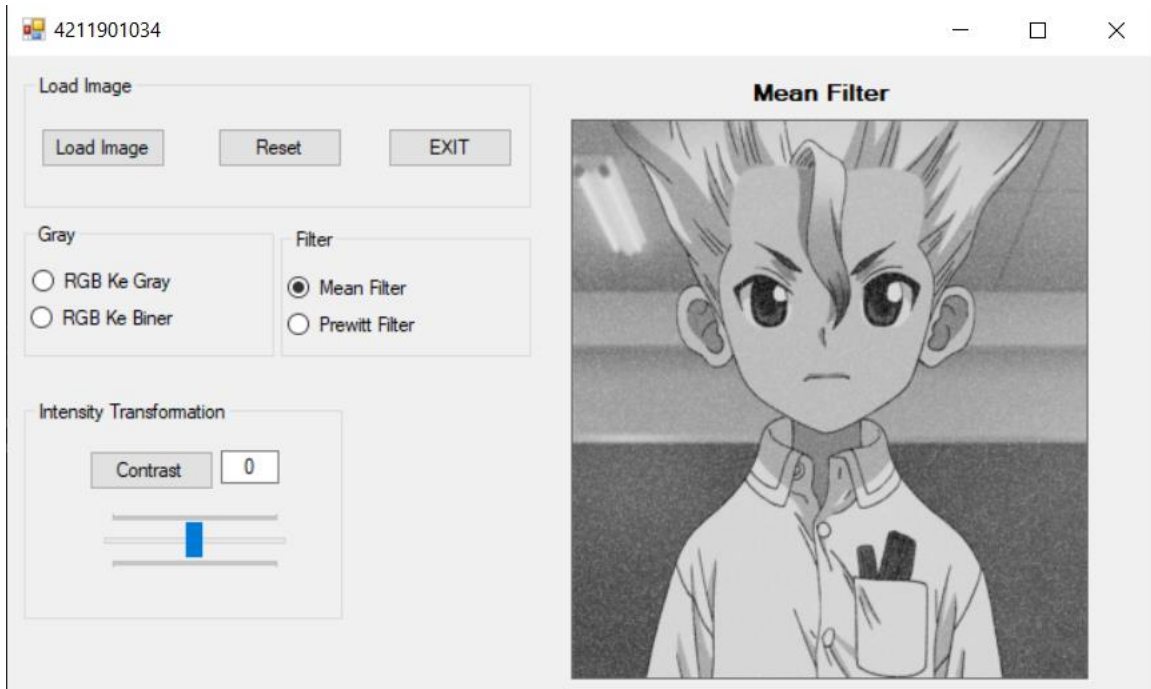 4211901034
Load Image
Load Image Reset EXIT
Mean Filter
Gray
RGB Ke Gray
RGB Ke Biner
Filter
Mean Filter
Prewitt Filter
Intensity Transformation
Contrast 0